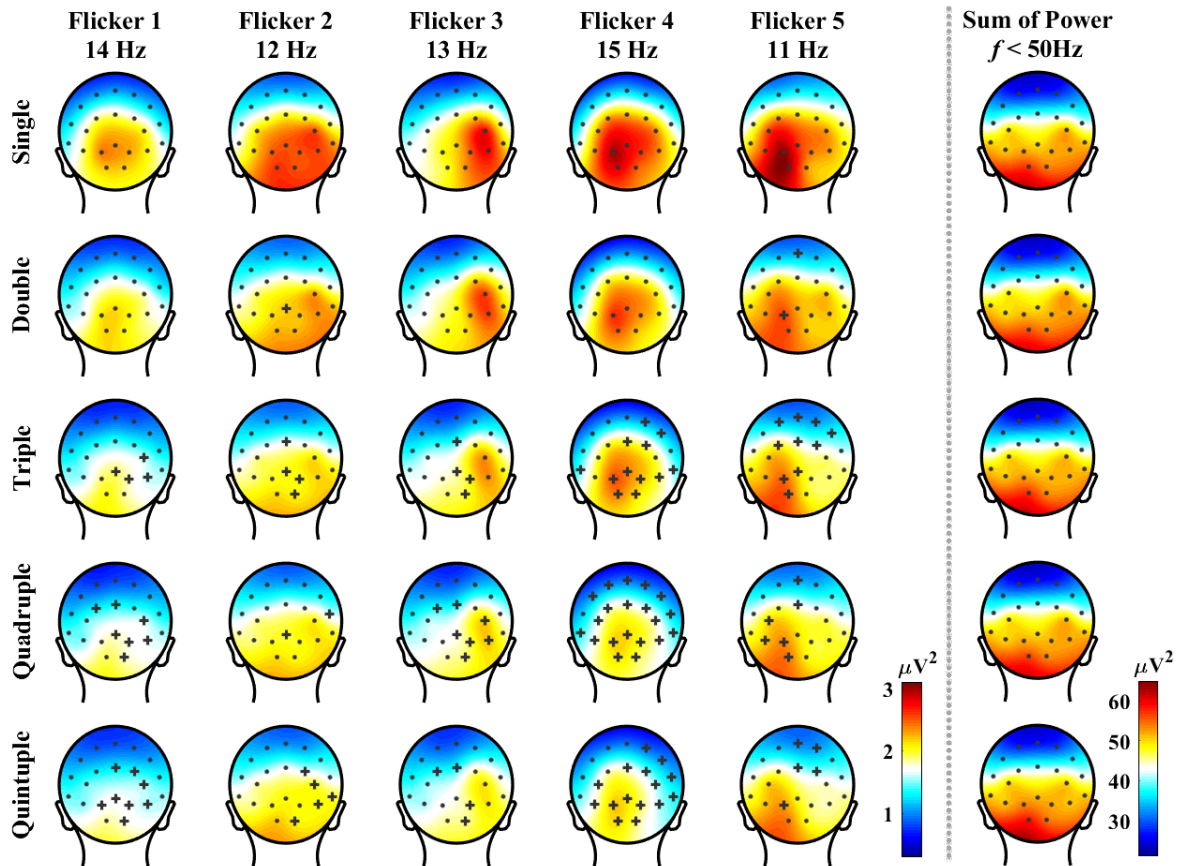 Flicker 1 Flicker 2 Flicker 3 Flicker 4 Flicker 5 Sum of Power
14 Hz 12 Hz 13 Hz 15 Hz 11 Hz f < 50Hz
Single
Double
Triple
Quadruple
Quintuple
μV²
3
2
1
μV²
60
50
40
30